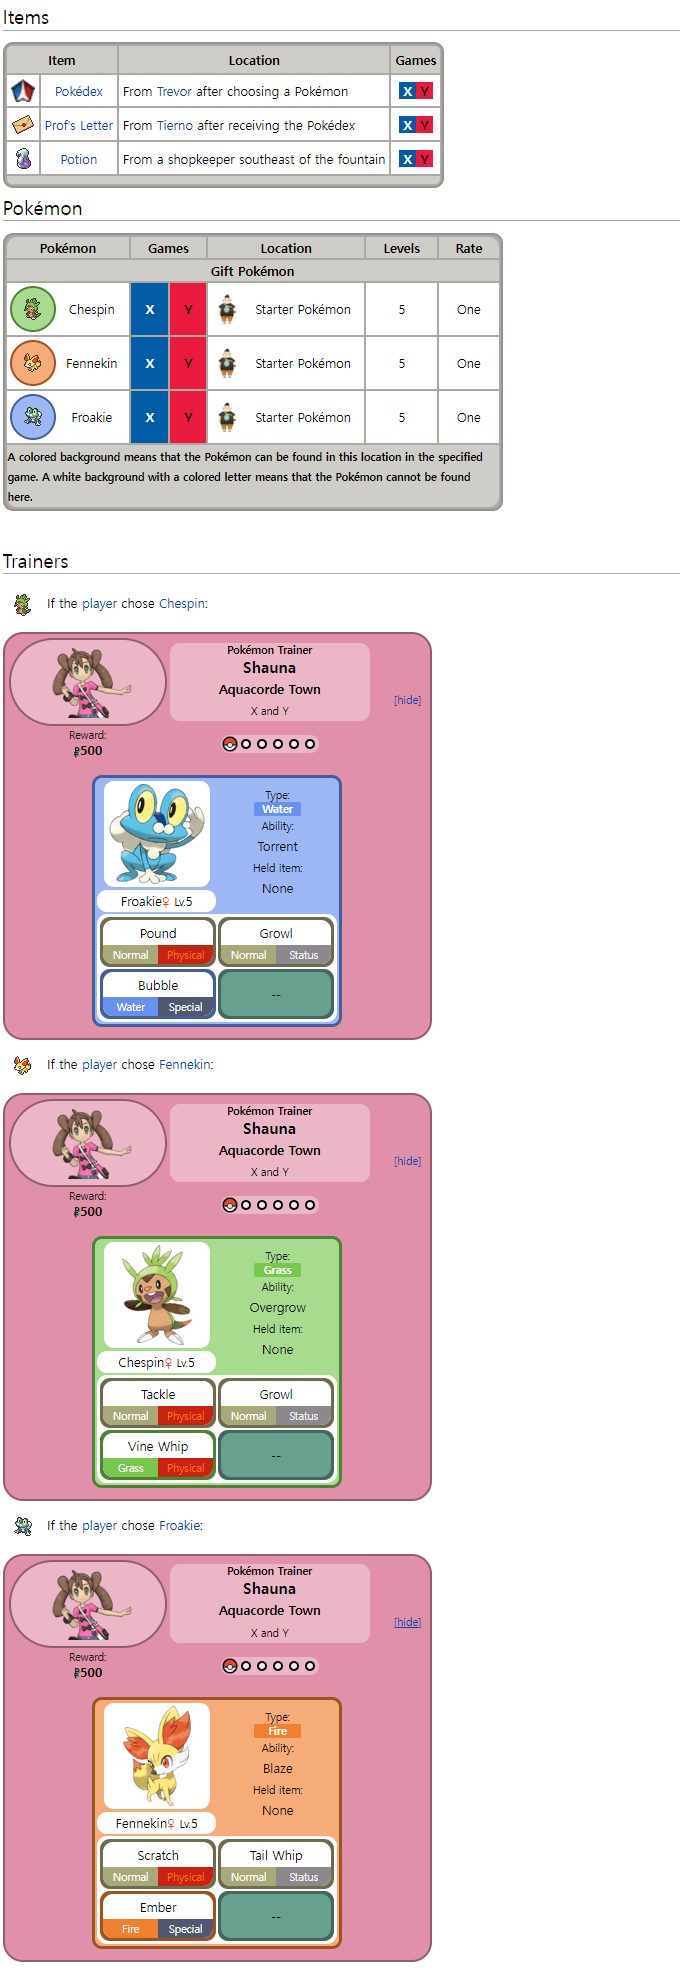 Items
Item Location Games
Pokédex From Trevor after choosing a Pokémon X Y
Prof's Letter From Tierno after receiving the Pokédex X Y
Potion From a shopkeeper southeast of the fountain X Y
Pokémon
Pokémon Games Location Levels Rate
Gift Pokémon
Chespin X Y Starter Pokémon 5 One
Fennekin X Y Starter Pokémon 5 One
Froakie X Y Starter Pokémon 5 One
A colored background means that the Pokémon can be found in this location in the specified
game. A white background with a colored letter means that the Pokémon cannot be found
here.
Trainers
If the player chose Chespin:
Pokémon Trainer
Shauna
Aquacorde Town
X and Y
[hide]
Reward:
₽500
Type:
Water
Ability:
Torrent
Held item:
None
Froakie♀ Lv.5
Pound Growl
Normal Physical Normal Status
Bubble --
Water Special
If the player chose Fennekin:
Pokémon Trainer
Shauna
Aquacorde Town
X and Y
[hide]
Reward:
₽500
Type:
Grass
Ability:
Overgrow
Held item:
None
Chespin♀ Lv.5
Tackle Growl
Normal Physical Normal Status
Vine Whip --
Grass Physical
If the player chose Froakie:
Pokémon Trainer
Shauna
Aquacorde Town
X and Y
[hide]
Reward:
₽500
Type:
Fire
Ability:
Blaze
Held item:
None
Fennekin♀ Lv.5
Scratch Tail Whip
Normal Physical Normal Status
Ember --
Fire Special